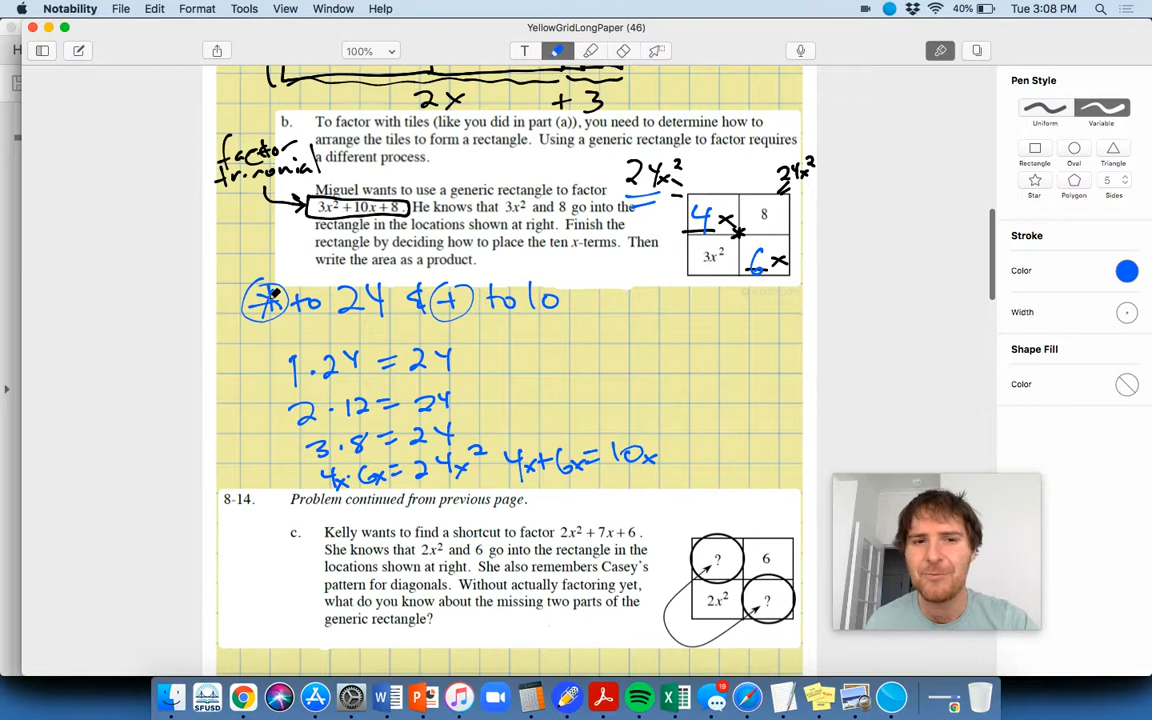 Notability File Edit Format Tools View Window Help 40% Tue 3:08 PM
YellowGridLongPaper (46)
100%
T
2x + 3
b. To factor with tiles (like you did in part (a)), you need to determine how to
arrange the tiles to form a rectangle. Using a generic rectangle to factor requires
a different process.
factor
trinomial
Miguel wants to use a generic rectangle to factor
3x² + 10x + 8. He knows that 3x² and 8 go into the
rectangle in the locations shown at right. Finish the
rectangle by deciding how to place the ten x-terms. Then
write the area as a product.
24x² 24x²
4x 8
3x² 6x
* to 24 & + to 10
1 · 24 = 24
2 · 12 = 24
3 · 8 = 24
4x · 6x = 24x² 4x + 6x = 10x
8-14. Problem continued from previous page.
c. Kelly wants to find a shortcut to factor 2x² + 7x + 6 .
She knows that 2x² and 6 go into the rectangle in the
locations shown at right. She also remembers Casey's
pattern for diagonals. Without actually factoring yet,
what do you know about the missing two parts of the
generic rectangle?
? 6
2x² ?
Pen Style
Uniform Variable
Rectangle Oval Triangle
5
Star Polygon Sides
Stroke
Color
Width
Shape Fill
Color
SFUSD
19